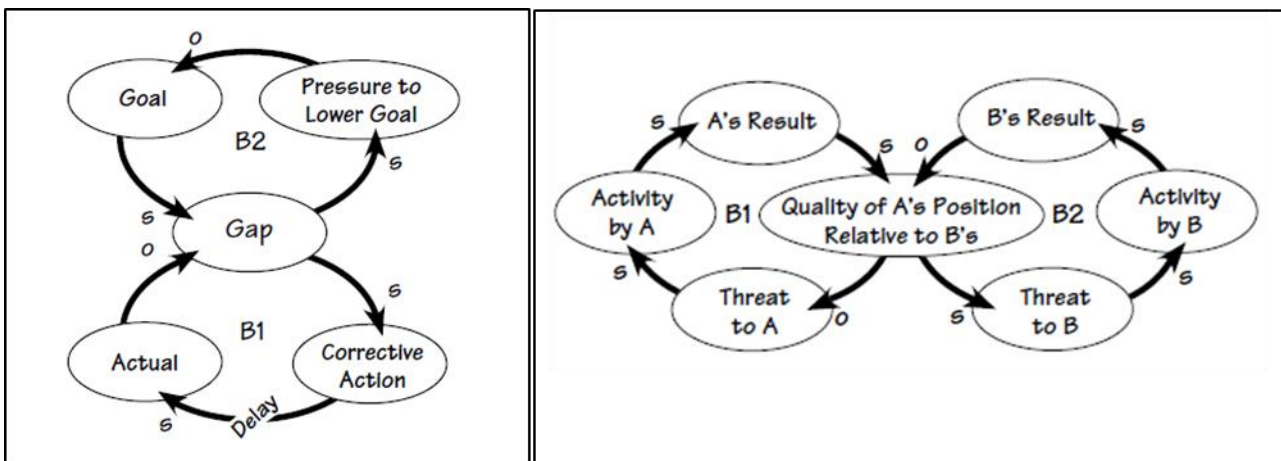 o
Goal
Pressure to
Lower Goal
B2
s
s
Gap
o
s
B1
Actual
Corrective
Action
s
Delay
A's Result
B's Result
s
s
o
s
Activity
by A
B1
Quality of A's Position
Relative to B's
B2
Activity
by B
s
s
Threat
to A
o
s
Threat
to B